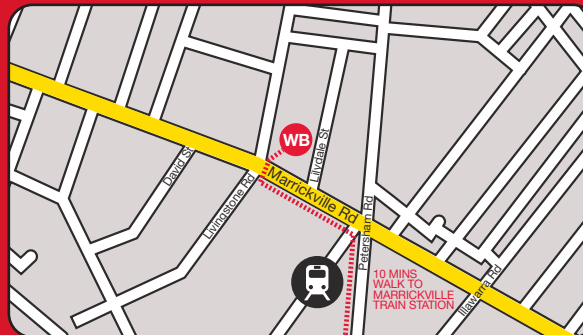 WB
Lilydale St
David St
Livingstone Rd
Marrickville Rd
Petersham Rd
Illawarra Rd
10 MINS
WALK TO
MARRICKVILLE
TRAIN STATION